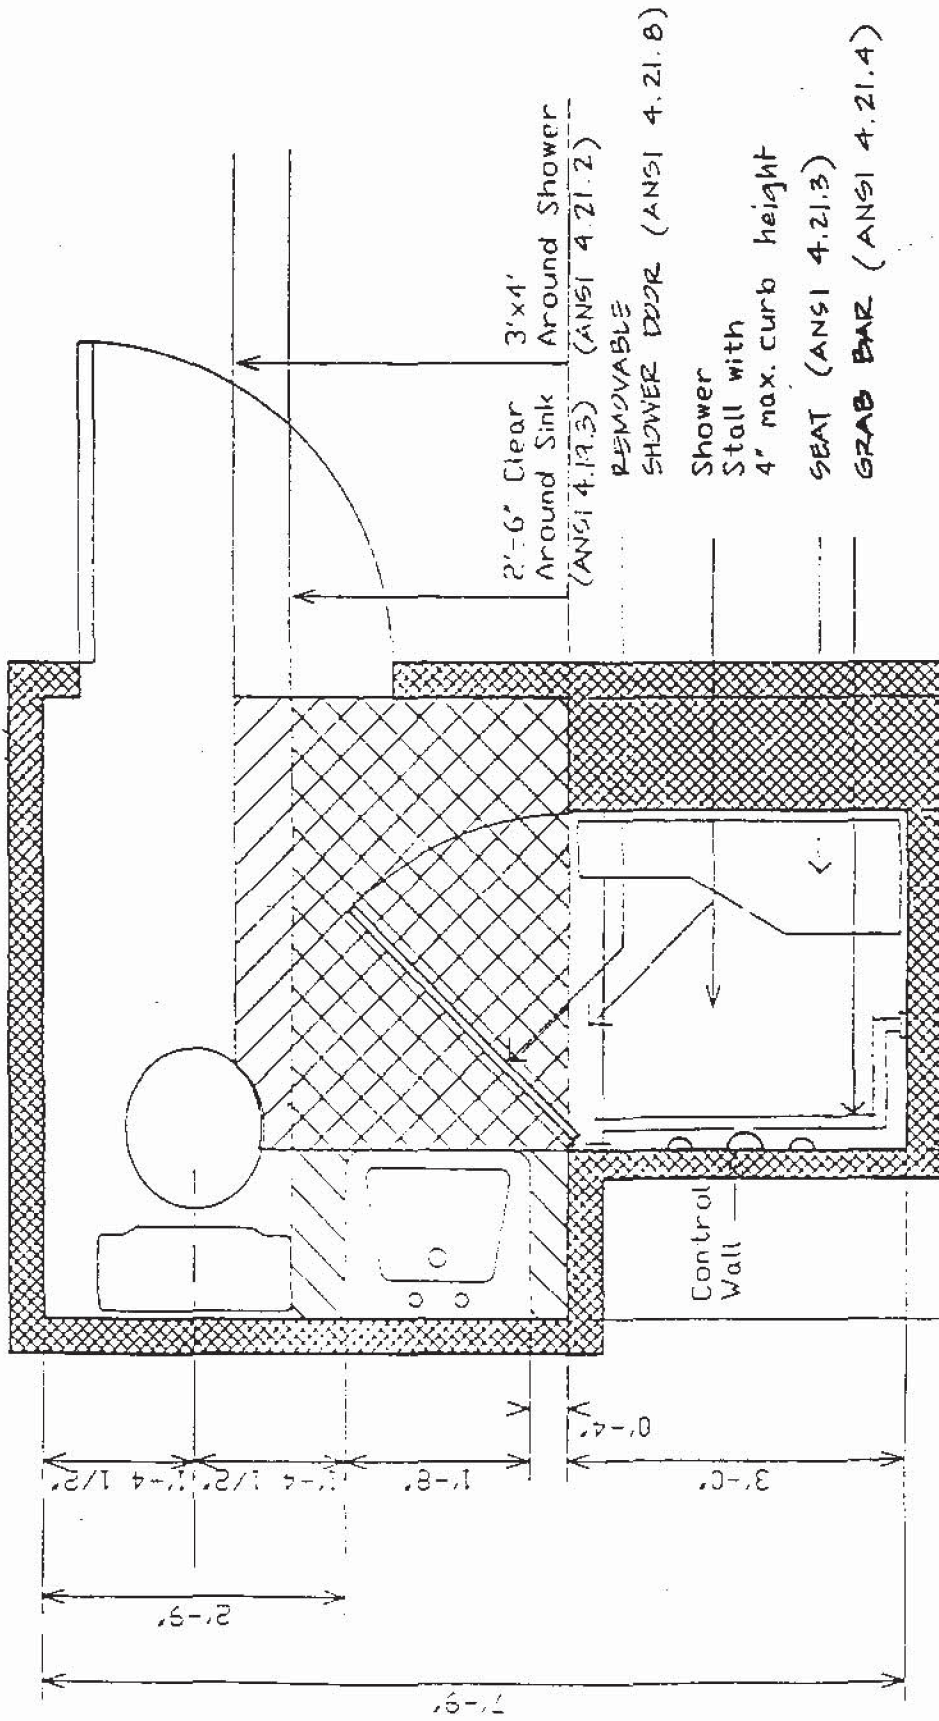 2'-6" Clear
Around Sink
(ANSI 4.19.3)
3'x4'
Around Shower
(ANSI 4.21.2)
REMOVABLE
SHOWER DOOR (ANSI 4.21.8)
Shower
Stall with
4" max. curb height
SEAT (ANSI 4.21.3)
GRAB BAR (ANSI 4.21.4)
Control
Wall
1'-4 1/2"
1'-4 1/2"
1'-8"
0'-4"
3'-0"
2'-9"
7'-9"